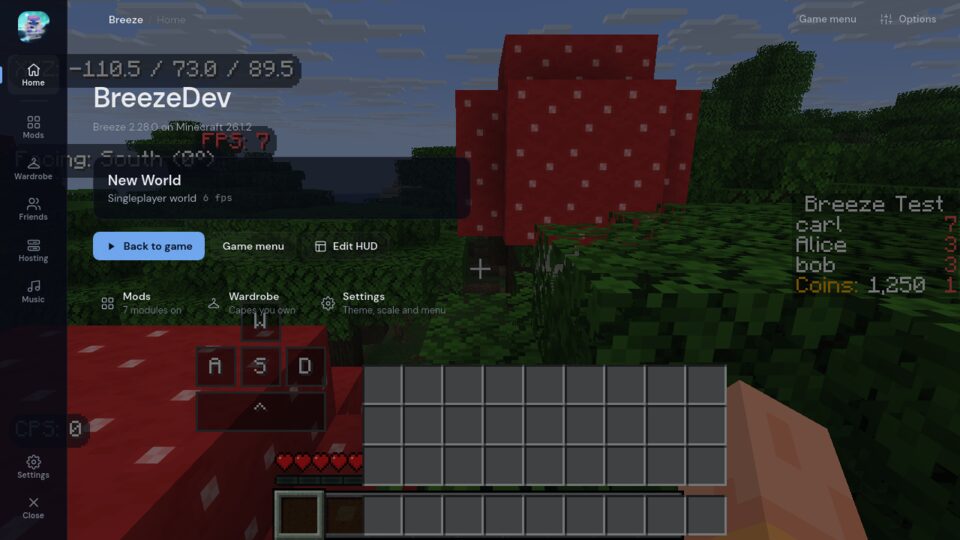 Breeze / Home
Game menu
Options
XYZ: -110.5 / 73.0 / 89.5
Home
BreezeDev
Breeze 2.28.0 on Minecraft 26.1.2
Mods
FPS: 7
Facing: South (0°)
Wardrobe
New World
Singleplayer world 6 fps
Friends
Breeze Test
carl 7
Alice 3
bob 3
Coins: 1,250 1
Hosting
Back to game
Game menu
Edit HUD
Music
Mods
7 modules on
Wardrobe
Capes you own
Settings
Theme, scale and menu
W
A S D
^
CPS: 0
Settings
Close